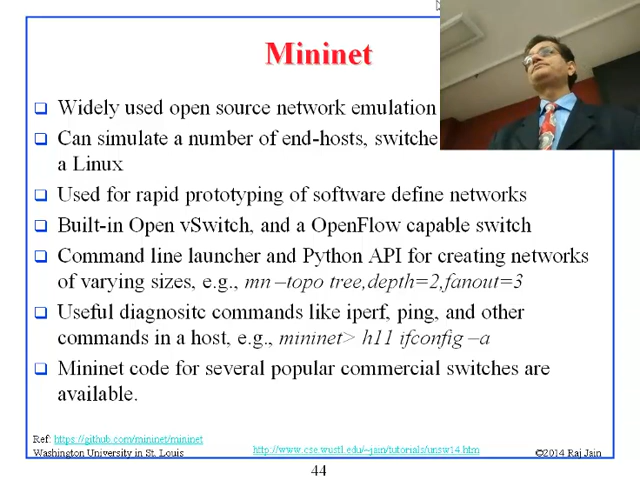 Mininet
Widely used open source network emulation
Can simulate a number of end-hosts, switche
a Linux
Used for rapid prototyping of software define networks
Built-in Open vSwitch, and a OpenFlow capable switch
Command line launcher and Python API for creating networks
of varying sizes, e.g., mn –topo tree,depth=2,fanout=3
Useful diagnositc commands like iperf, ping, and other
commands in a host, e.g., mininet> h11 ifconfig –a
Mininet code for several popular commercial switches are
available.
Ref: https://github.com/mininet/mininet
Washington University in St. Louis
http://www.cse.wustl.edu/~jain/tutorials/unsw14.htm
©2014 Raj Jain
44